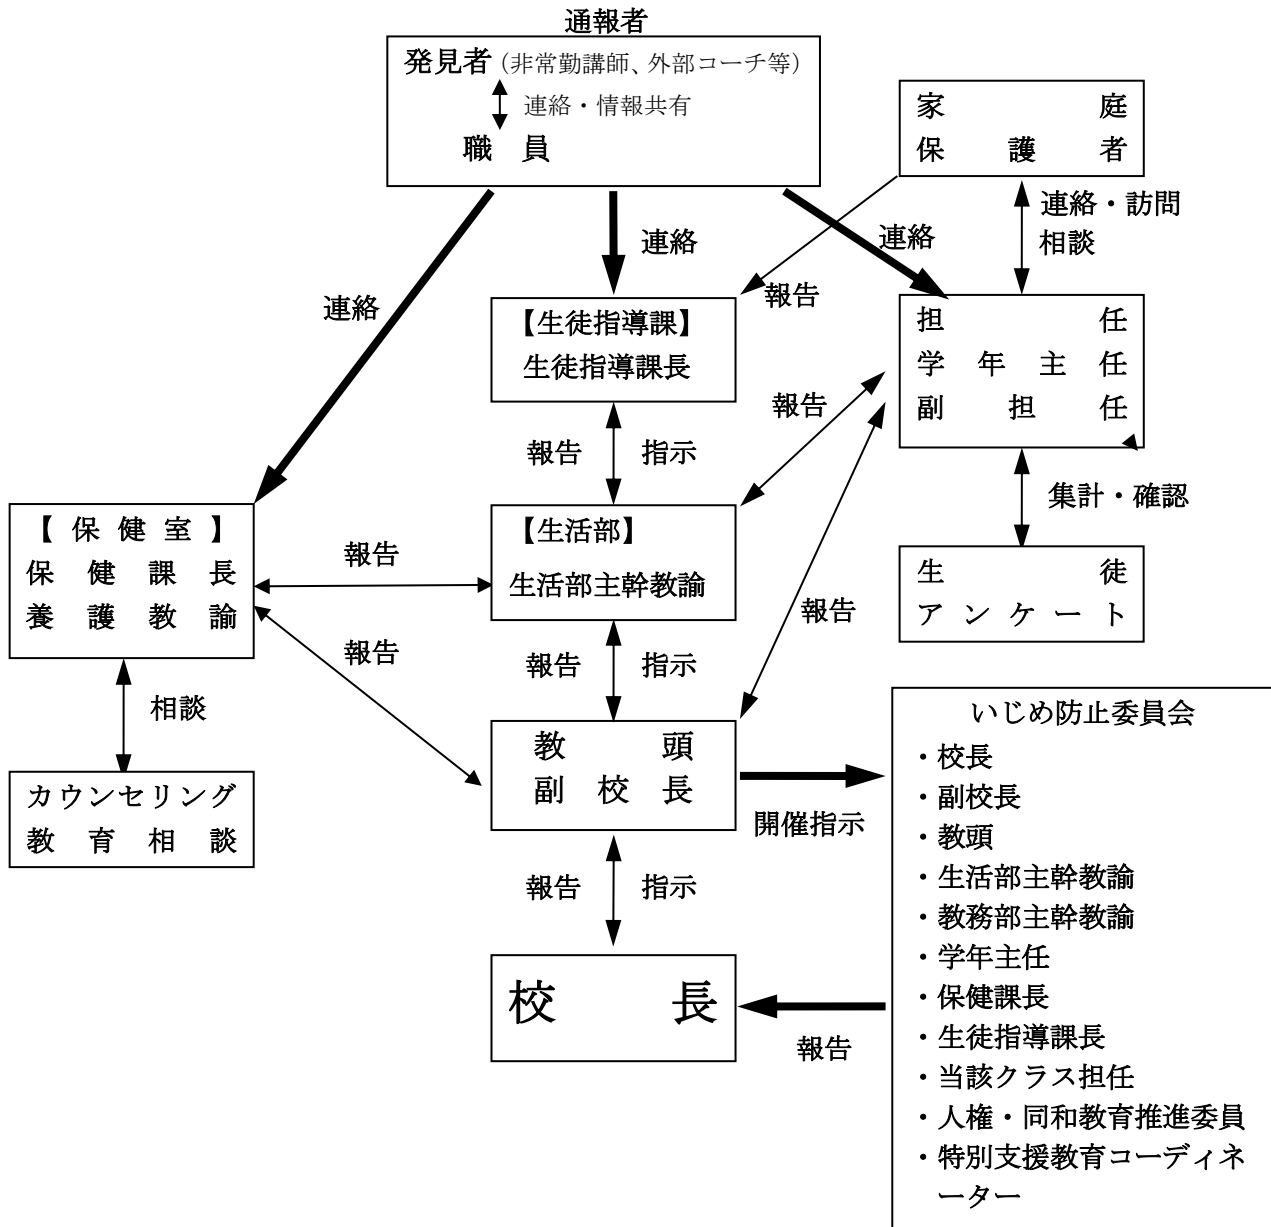 通報者
発見者（非常勤講師、外部コーチ等）
連絡・情報共有
職員
家庭
保護者
連絡・訪問
相談
連絡
連絡
連絡
報告
【生徒指導課】
生徒指導課長
担任
学年主任
副担任
報告
報告
指示
集計・確認
【保健室】
保健課長
養護教諭
報告
【生活部】
生活部主幹教諭
生徒
アンケート
報告
報告
報告
指示
相談
カウンセリング
教育相談
教頭
副校長
開催指示
報告
指示
校長
報告
いじめ防止委員会
・校長
・副校長
・教頭
・生活部主幹教諭
・教務部主幹教諭
・学年主任
・保健課長
・生徒指導課長
・当該クラス担任
・人権・同和教育推進委員
・特別支援教育コーディネ
ーター